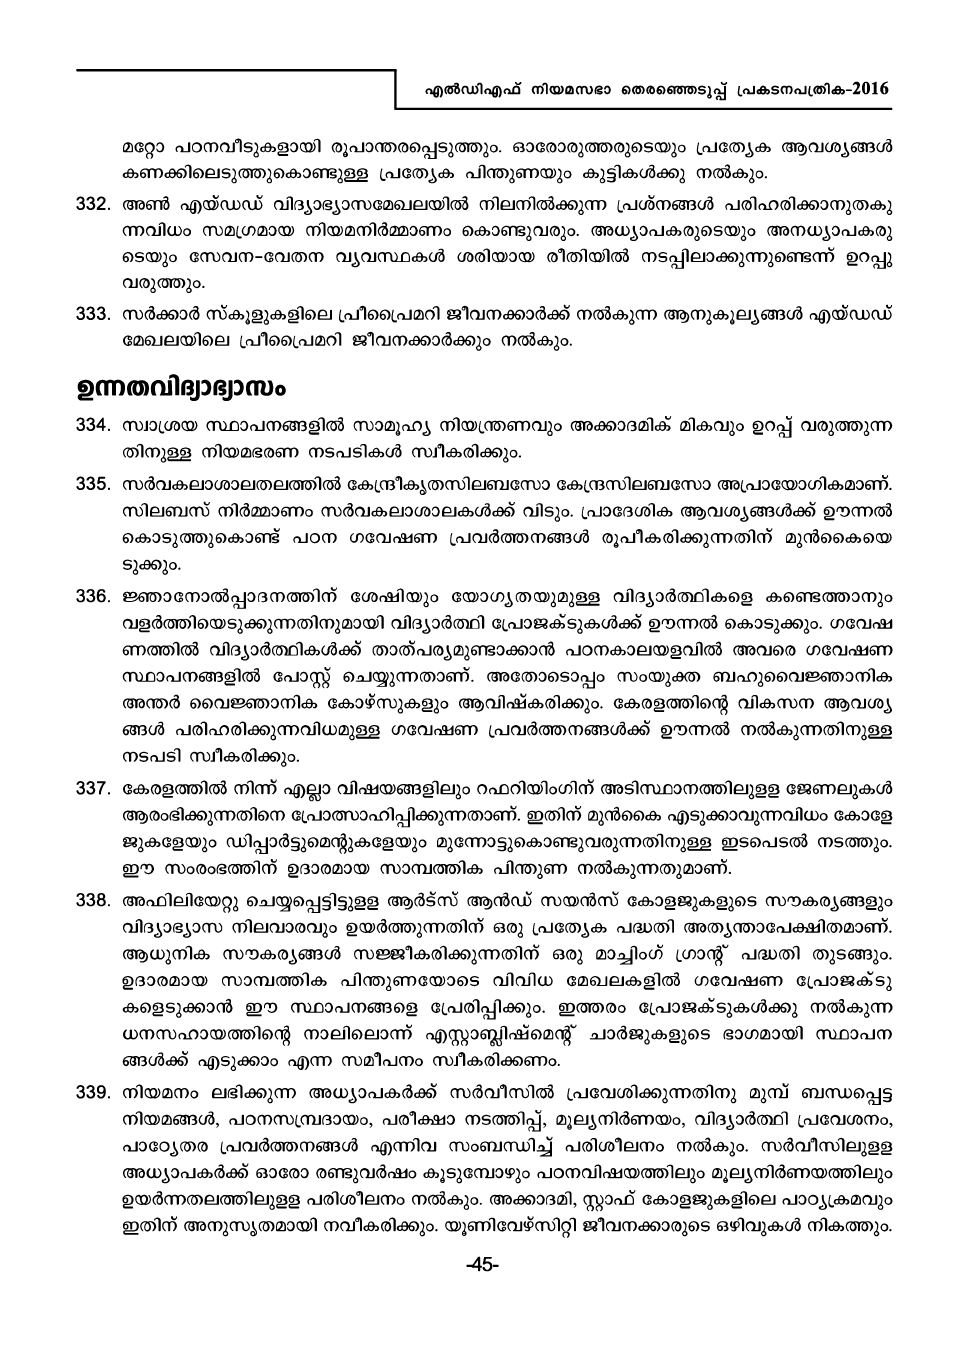 എൽഡിഎഫ് നിയമസഭാ തെരഞ്ഞെടുപ്പ് പ്രകടനപത്രിക-2016
മറ്റോ പഠനവീടുകളായി രൂപാന്തരപ്പെടുത്തും. ഓരോരുത്തരുടെയും പ്രത്യേക ആവശ്യങ്ങൾ
കണക്കിലെടുത്തുകൊണ്ടുള്ള പ്രത്യേക പിന്തുണയും കുട്ടികൾക്കു നൽകും.
332. അൺ എയ്ഡഡ് വിദ്യാഭ്യാസമേഖലയിൽ നിലനിൽക്കുന്ന പ്രശ്നങ്ങൾ പരിഹരിക്കാനുതകു
ന്നവിധം സമഗ്രമായ നിയമനിർമ്മാണം കൊണ്ടുവരും. അധ്യാപകരുടെയും അനധ്യാപകരു
ടെയും സേവന-വേതന വ്യവസ്ഥകൾ ശരിയായ രീതിയിൽ നടപ്പിലാക്കുന്നുണ്ടെന്ന് ഉറപ്പു
വരുത്തും.
333. സർക്കാർ സ്കൂളുകളിലെ പ്രീപ്രൈമറി ജീവനക്കാർക്ക് നൽകുന്ന ആനുകൂല്യങ്ങൾ എയ്ഡഡ്
മേഖലയിലെ പ്രീപ്രൈമറി ജീവനക്കാർക്കും നൽകും.
ഉന്നതവിദ്യാഭ്യാസം
334. സ്വാശ്രയ സ്ഥാപനങ്ങളിൽ സാമൂഹ്യ നിയന്ത്രണവും അക്കാദമിക് മികവും ഉറപ്പ് വരുത്തുന്ന
തിനുള്ള നിയമഭരണ നടപടികൾ സ്വീകരിക്കും.
335. സർവകലാശാലതലത്തിൽ കേന്ദ്രീകൃതസിലബസോ കേന്ദ്രസിലബസോ അപ്രായോഗികമാണ്.
സിലബസ് നിർമ്മാണം സർവകലാശാലകൾക്ക് വിടും. പ്രാദേശിക ആവശ്യങ്ങൾക്ക് ഊന്നൽ
കൊടുത്തുകൊണ്ട് പഠന ഗവേഷണ പ്രവർത്തനങ്ങൾ രൂപീകരിക്കുന്നതിന് മുൻകൈയെ
ടുക്കും.
336. ജ്ഞാനോൽപ്പാദനത്തിന് ശേഷിയും യോഗ്യതയുമുള്ള വിദ്യാർത്ഥികളെ കണ്ടെത്താനും
വളർത്തിയെടുക്കുന്നതിനുമായി വിദ്യാർത്ഥി പ്രോജക്ടുകൾക്ക് ഊന്നൽ കൊടുക്കും. ഗവേഷ
ണത്തിൽ വിദ്യാർത്ഥികൾക്ക് താത്പര്യമുണ്ടാക്കാൻ പഠനകാലയളവിൽ അവരെ ഗവേഷണ
സ്ഥാപനങ്ങളിൽ പോസ്റ്റ് ചെയ്യുന്നതാണ്. അതോടൊപ്പം സംയുക്ത ബഹുവൈജ്ഞാനിക
അന്തർ വൈജ്ഞാനിക കോഴ്സുകളും ആവിഷ്കരിക്കും. കേരളത്തിന്റെ വികസന ആവശ്യ
ങ്ങൾ പരിഹരിക്കുന്നവിധമുള്ള ഗവേഷണ പ്രവർത്തനങ്ങൾക്ക് ഊന്നൽ നൽകുന്നതിനുള്ള
നടപടി സ്വീകരിക്കും.
337. കേരളത്തിൽ നിന്ന് എല്ലാ വിഷയങ്ങളിലും റഫറിയിംഗിന് അടിസ്ഥാനത്തിലുളള ജേണലുകൾ
ആരംഭിക്കുന്നതിനെ പ്രോത്സാഹിപ്പിക്കുന്നതാണ്. ഇതിന് മുൻകൈ എടുക്കാവുന്നവിധം കോളേ
ജുകളേയും ഡിപ്പാർട്ടുമെന്റുകളേയും മുന്നോട്ടുകൊണ്ടുവരുന്നതിനുള്ള ഇടപെടൽ നടത്തും.
ഈ സംരംഭത്തിന് ഉദാരമായ സാമ്പത്തിക പിന്തുണ നൽകുന്നതുമാണ്.
338. അഫിലിയേറ്റു ചെയ്യപ്പെട്ടിട്ടുളള ആർട്സ് ആൻഡ് സയൻസ് കോളജുകളുടെ സൗകര്യങ്ങളും
വിദ്യാഭ്യാസ നിലവാരവും ഉയർത്തുന്നതിന് ഒരു പ്രത്യേക പദ്ധതി അത്യന്താപേക്ഷിതമാണ്.
ആധുനിക സൗകര്യങ്ങൾ സജ്ജീകരിക്കുന്നതിന് ഒരു മാച്ചിംഗ് ഗ്രാന്റ് പദ്ധതി തുടങ്ങും.
ഉദാരമായ സാമ്പത്തിക പിന്തുണയോടെ വിവിധ മേഖലകളിൽ ഗവേഷണ പ്രോജക്ടു
കളെടുക്കാൻ ഈ സ്ഥാപനങ്ങളെ പ്രേരിപ്പിക്കും. ഇത്തരം പ്രോജക്ടുകൾക്കു നൽകുന്ന
ധനസഹായത്തിന്റെ നാലിലൊന്ന് എസ്റ്റാബ്ലിഷ്മെന്റ് ചാർജുകളുടെ ഭാഗമായി സ്ഥാപന
ങ്ങൾക്ക് എടുക്കാം എന്ന സമീപനം സ്വീകരിക്കണം.
339. നിയമനം ലഭിക്കുന്ന അധ്യാപകർക്ക് സർവീസിൽ പ്രവേശിക്കുന്നതിനു മുമ്പ് ബന്ധപ്പെട്ട
നിയമങ്ങൾ, പഠനസമ്പ്രദായം, പരീക്ഷാ നടത്തിപ്പ്, മൂല്യനിർണയം, വിദ്യാർത്ഥി പ്രവേശനം,
പാഠ്യേതര പ്രവർത്തനങ്ങൾ എന്നിവ സംബന്ധിച്ച് പരിശീലനം നൽകും. സർവീസിലുളള
അധ്യാപകർക്ക് ഓരോ രണ്ടുവർഷം കൂടുമ്പോഴും പഠനവിഷയത്തിലും മൂല്യനിർണയത്തിലും
ഉയർന്നതലത്തിലുളള പരിശീലനം നൽകും. അക്കാദമി, സ്റ്റാഫ് കോളജുകളിലെ പാഠ്യക്രമവും
ഇതിന് അനുസൃതമായി നവീകരിക്കും. യൂണിവേഴ്സിറ്റി ജീവനക്കാരുടെ ഒഴിവുകൾ നികത്തും.
-45-